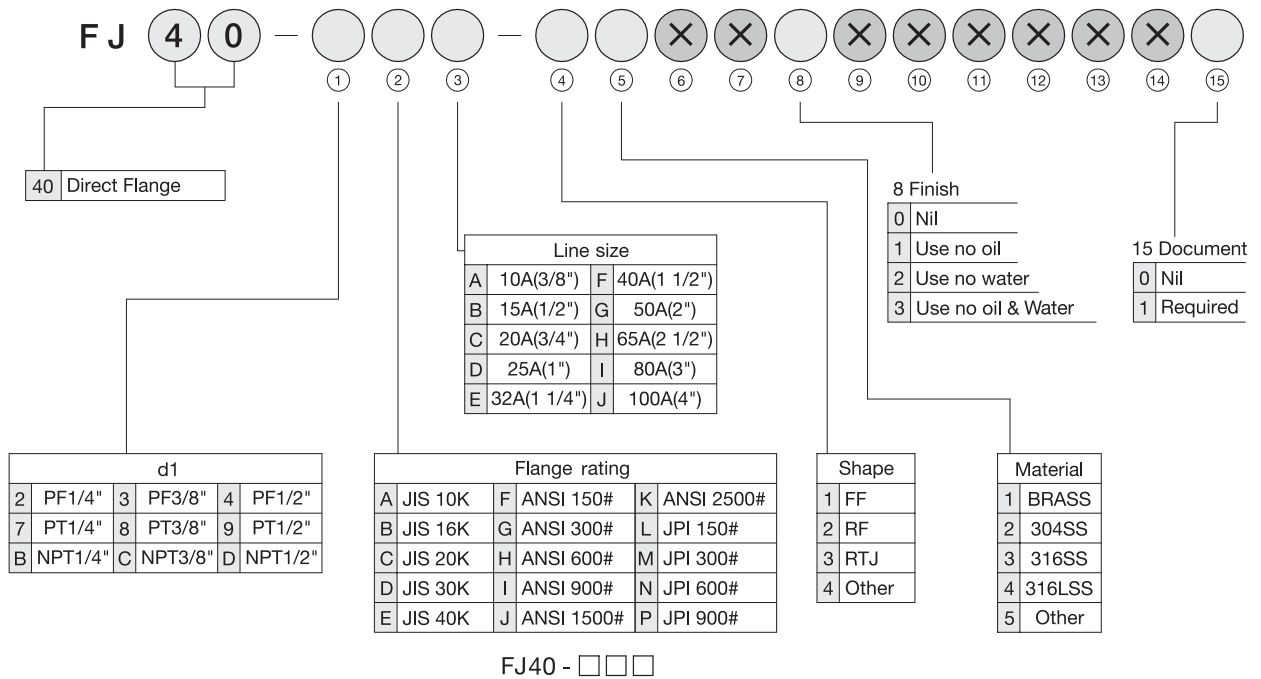 FJ 4 0 – – × × × × × × × ×
① ② ③ ④ ⑤ ⑥ ⑦ ⑧ ⑨ ⑩ ⑪ ⑫ ⑬ ⑭ ⑮
40 Direct Flange
8 Finish
0 Nil
1 Use no oil
2 Use no water
3 Use no oil & Water
15 Document
0 Nil
1 Required
Line size
A 10A(3/8") F 40A(1 1/2")
B 15A(1/2") G 50A(2")
C 20A(3/4") H 65A(2 1/2")
D 25A(1") I 80A(3")
E 32A(1 1/4") J 100A(4")
d1
2 PF1/4" 3 PF3/8" 4 PF1/2"
7 PT1/4" 8 PT3/8" 9 PT1/2"
B NPT1/4" C NPT3/8" D NPT1/2"
Flange rating
A JIS 10K F ANSI 150# K ANSI 2500#
B JIS 16K G ANSI 300# L JPI 150#
C JIS 20K H ANSI 600# M JPI 300#
D JIS 30K I ANSI 900# N JPI 600#
E JIS 40K J ANSI 1500# P JPI 900#
Shape
1 FF
2 RF
3 RTJ
4 Other
Material
1 BRASS
2 304SS
3 316SS
4 316LSS
5 Other
FJ40 - □□□